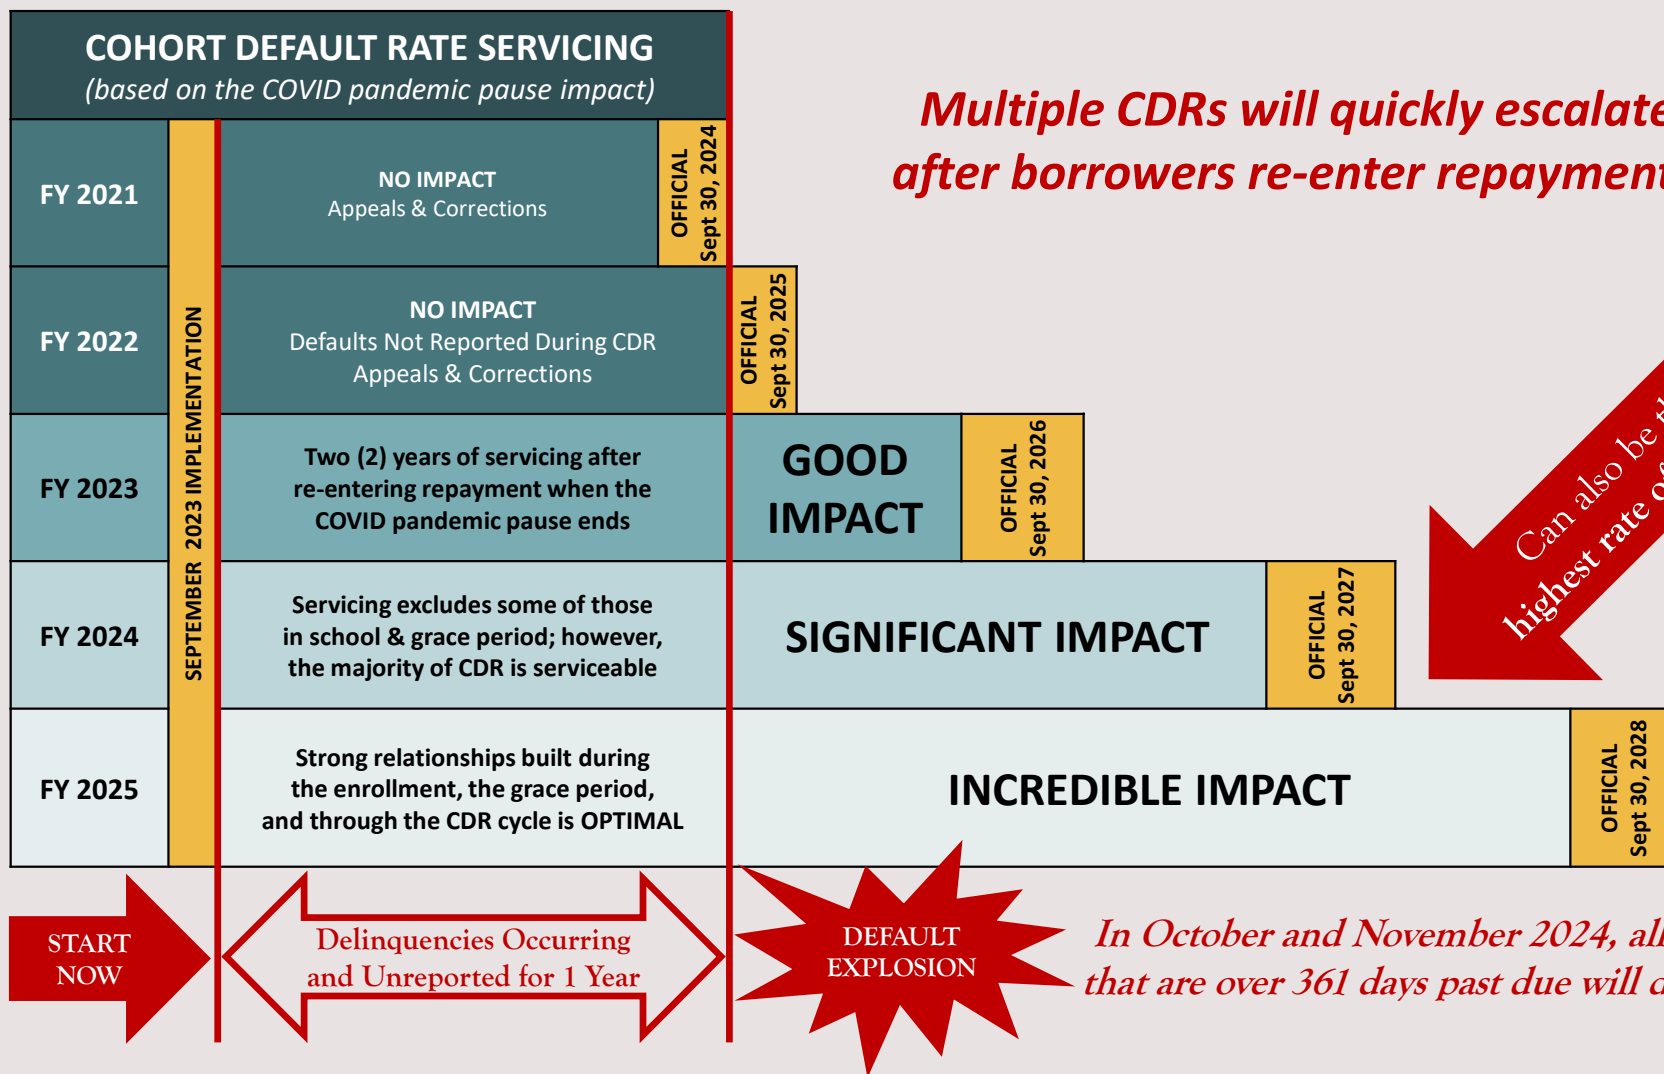 COHORT DEFAULT RATE SERVICING
(based on the COVID pandemic pause impact)
Multiple CDRs will quickly escalate
after borrowers re-enter repayment
FY 2021
NO IMPACT
Appeals & Corrections
OFFICIAL
Sept 30, 2024
SEPTEMBER 2023 IMPLEMENTATION
FY 2022
NO IMPACT
Defaults Not Reported During CDR
Appeals & Corrections
OFFICIAL
Sept 30, 2025
FY 2023
Two (2) years of servicing after
re-entering repayment when the
COVID pandemic pause ends
GOOD
IMPACT
OFFICIAL
Sept 30, 2026
Can also be
highest rate of
FY 2024
Servicing excludes some of those
in school & grace period; however,
the majority of CDR is serviceable
SIGNIFICANT IMPACT
OFFICIAL
Sept 30, 2027
FY 2025
Strong relationships built during
the enrollment, the grace period,
and through the CDR cycle is OPTIMAL
INCREDIBLE IMPACT
OFFICIAL
Sept 30, 2028
START
NOW
Delinquencies Occurring
and Unreported for 1 Year
DEFAULT
EXPLOSION
In October and November 2024, all
that are over 361 days past due will